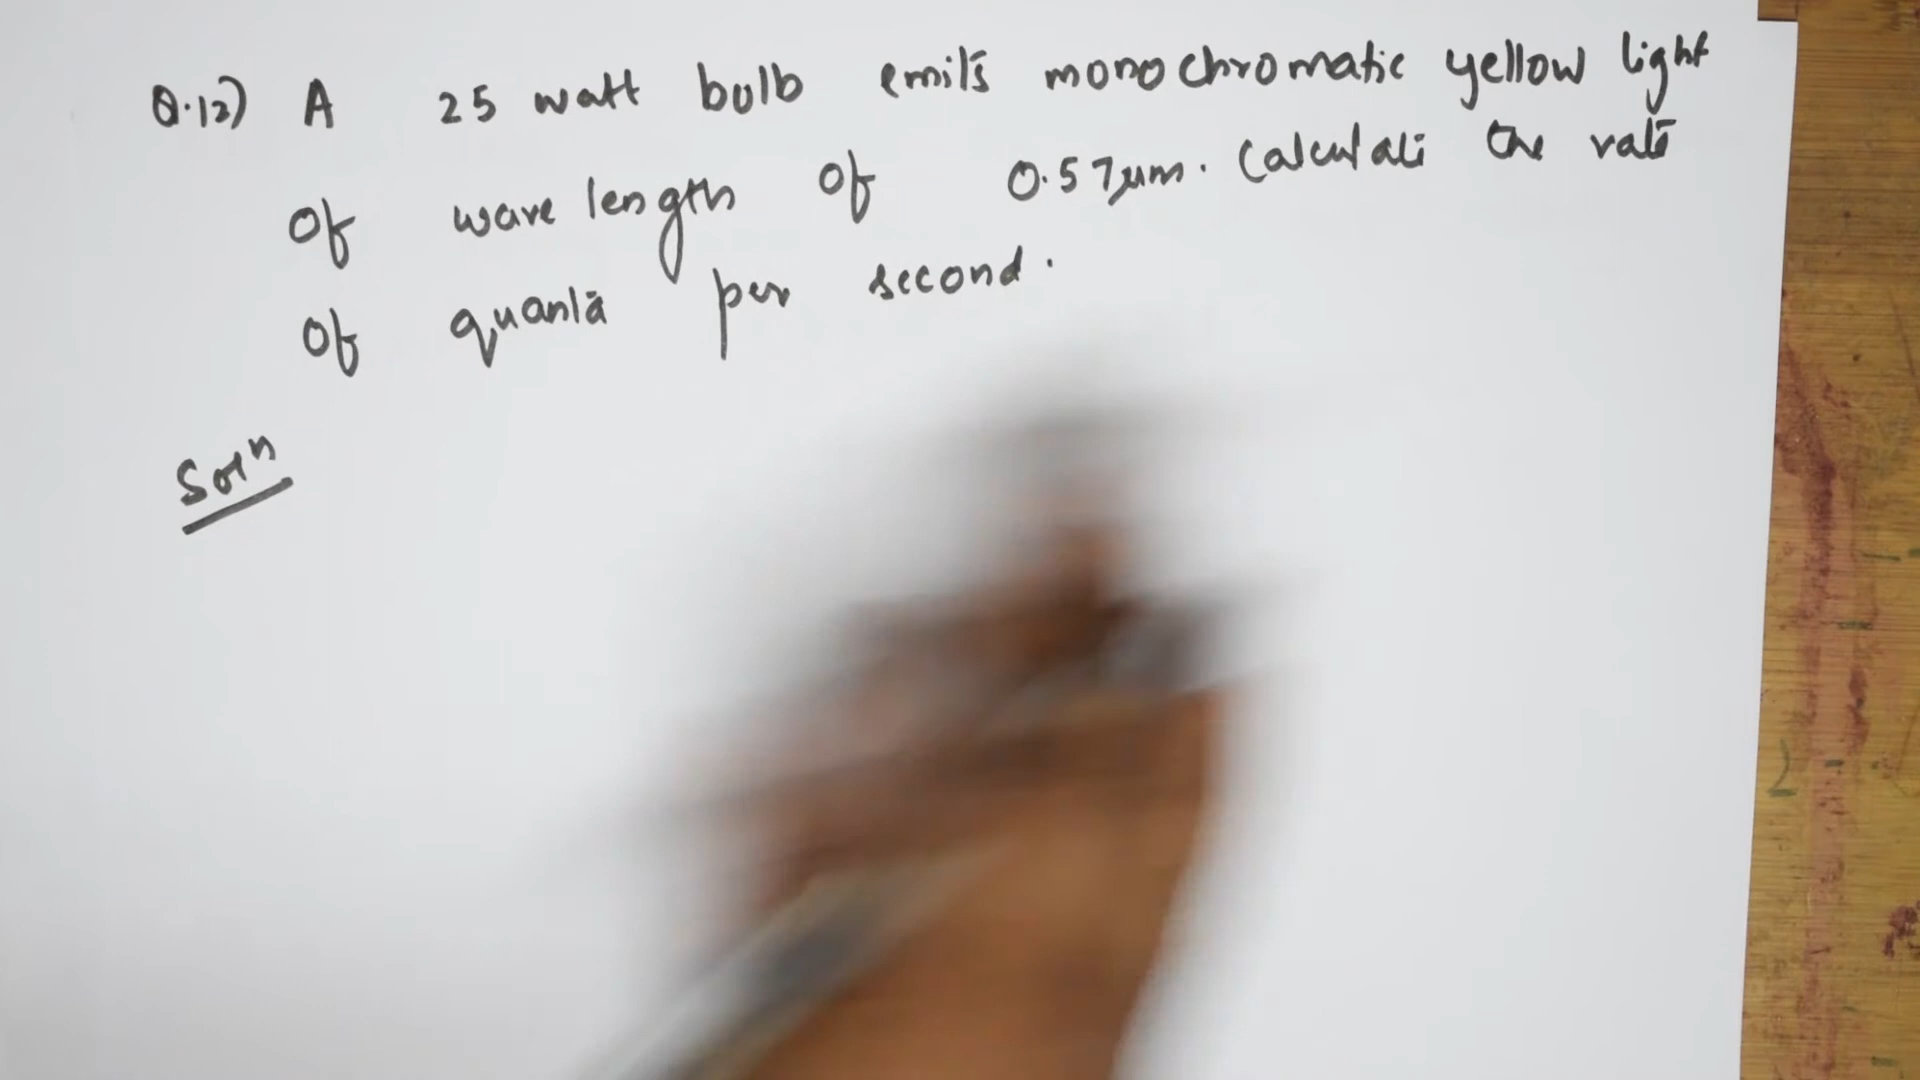 Q.12) A 25 watt bulb emits monochromatic yellow light
of wavelength of 0.57μm. Calculate the rate
of quanta per second.
Solⁿ